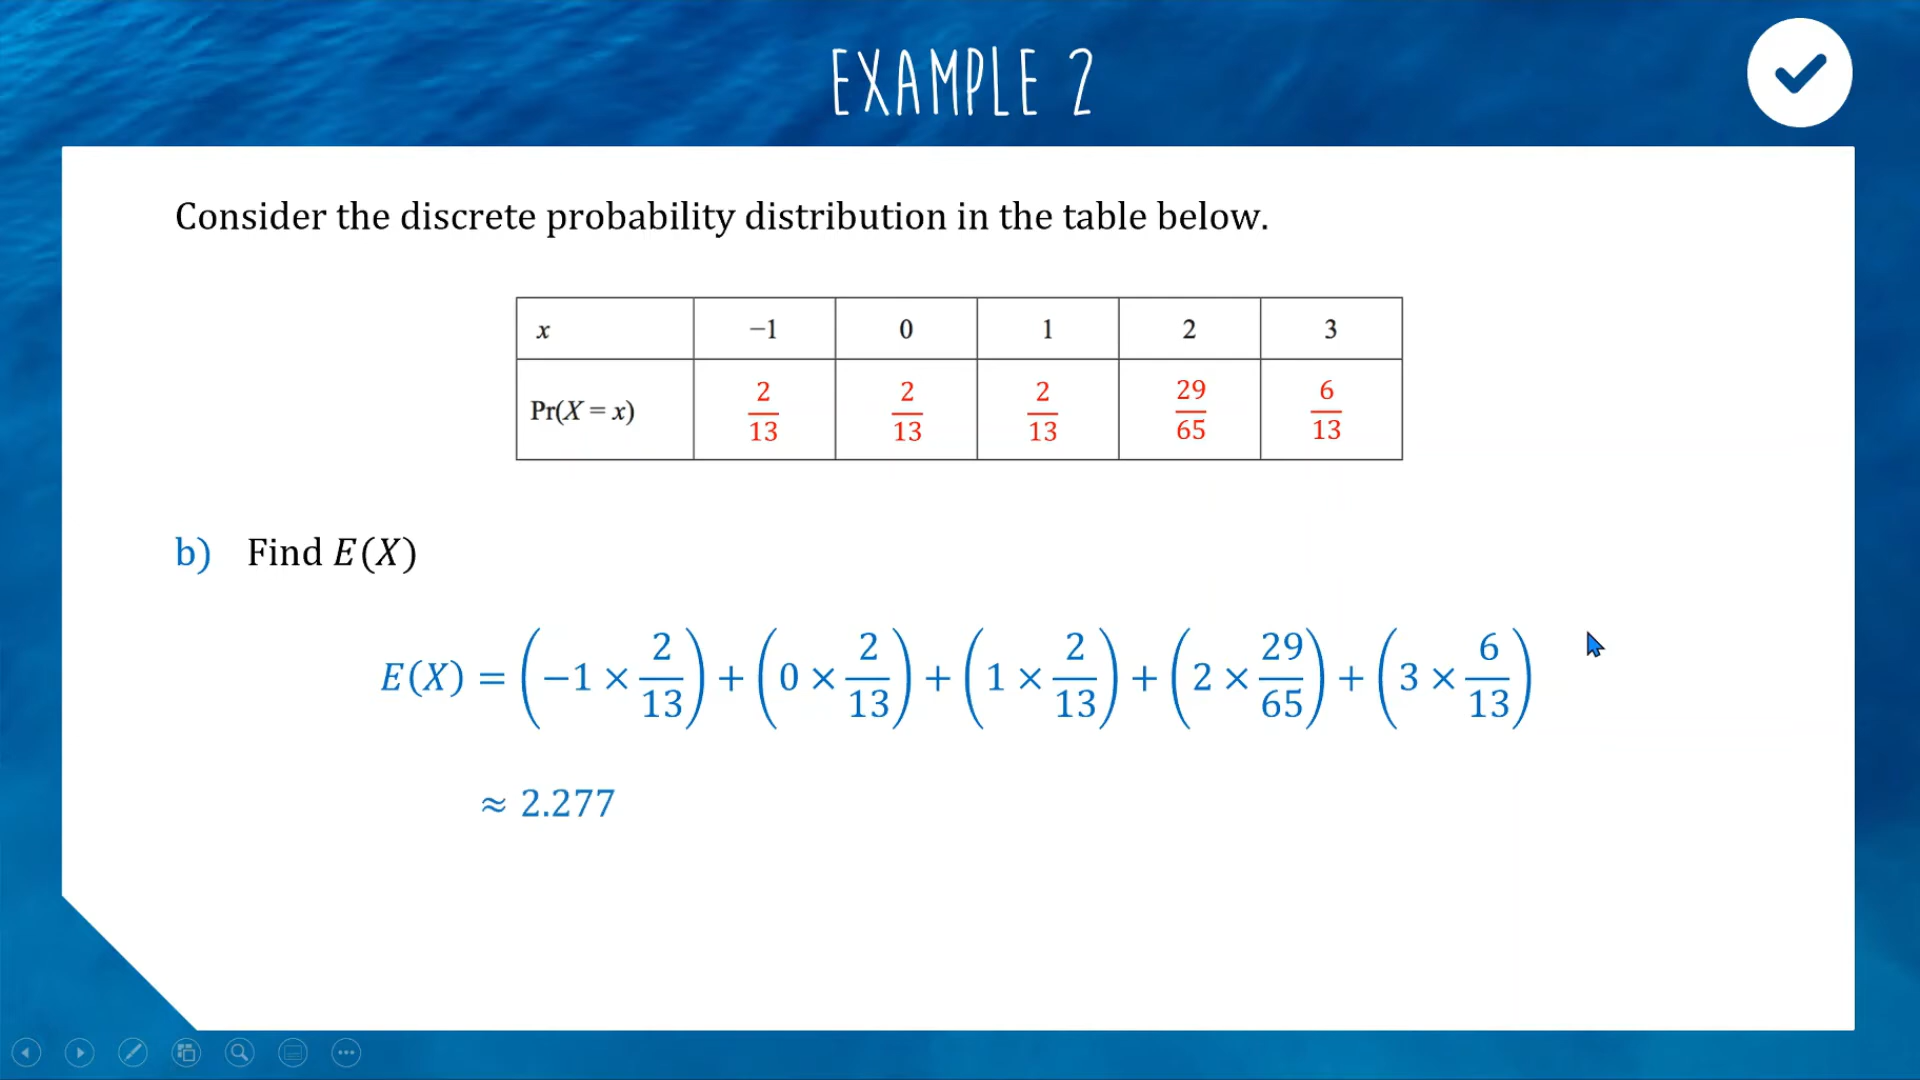 EXAMPLE 2
Consider the discrete probability distribution in the table below.
x −1 0 1 2 3
Pr(X = x) 2/13 2/13 2/13 29/65 6/13
b) Find E(X)
E(X) = (−1 × 2/13) + (0 × 2/13) + (1 × 2/13) + (2 × 29/65) + (3 × 6/13)
≈ 2.277